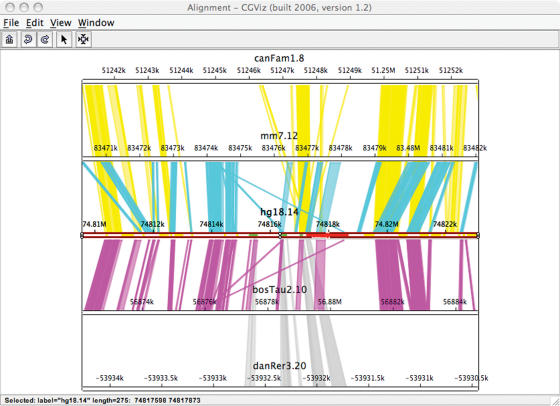 Alignment - CGViz (built 2006, version 1.2)
File Edit View Window
canFam1.8
51242k 51243k 51244k 51245k 51246k 51247k 51248k 51249k 51.25M 51251k 51252k
mm7.12
83471k 83472k 83473k 83474k 83475k 83476k 83477k 83478k 83479k 83.48M 83481k 83482k
hg18.14
74.81M 74812k 74814k 74816k 74818k 74.82M 74822k
bosTau2.10
56874k 56876k 56878k 56.88M 56882k 56884k
danRer3.20
-53934k -53933.5k -53933k -53932.5k -53932k -53931.5k -53931k -53930.5k
Selected: label="hg18.14" length=275: 74817598 74817873